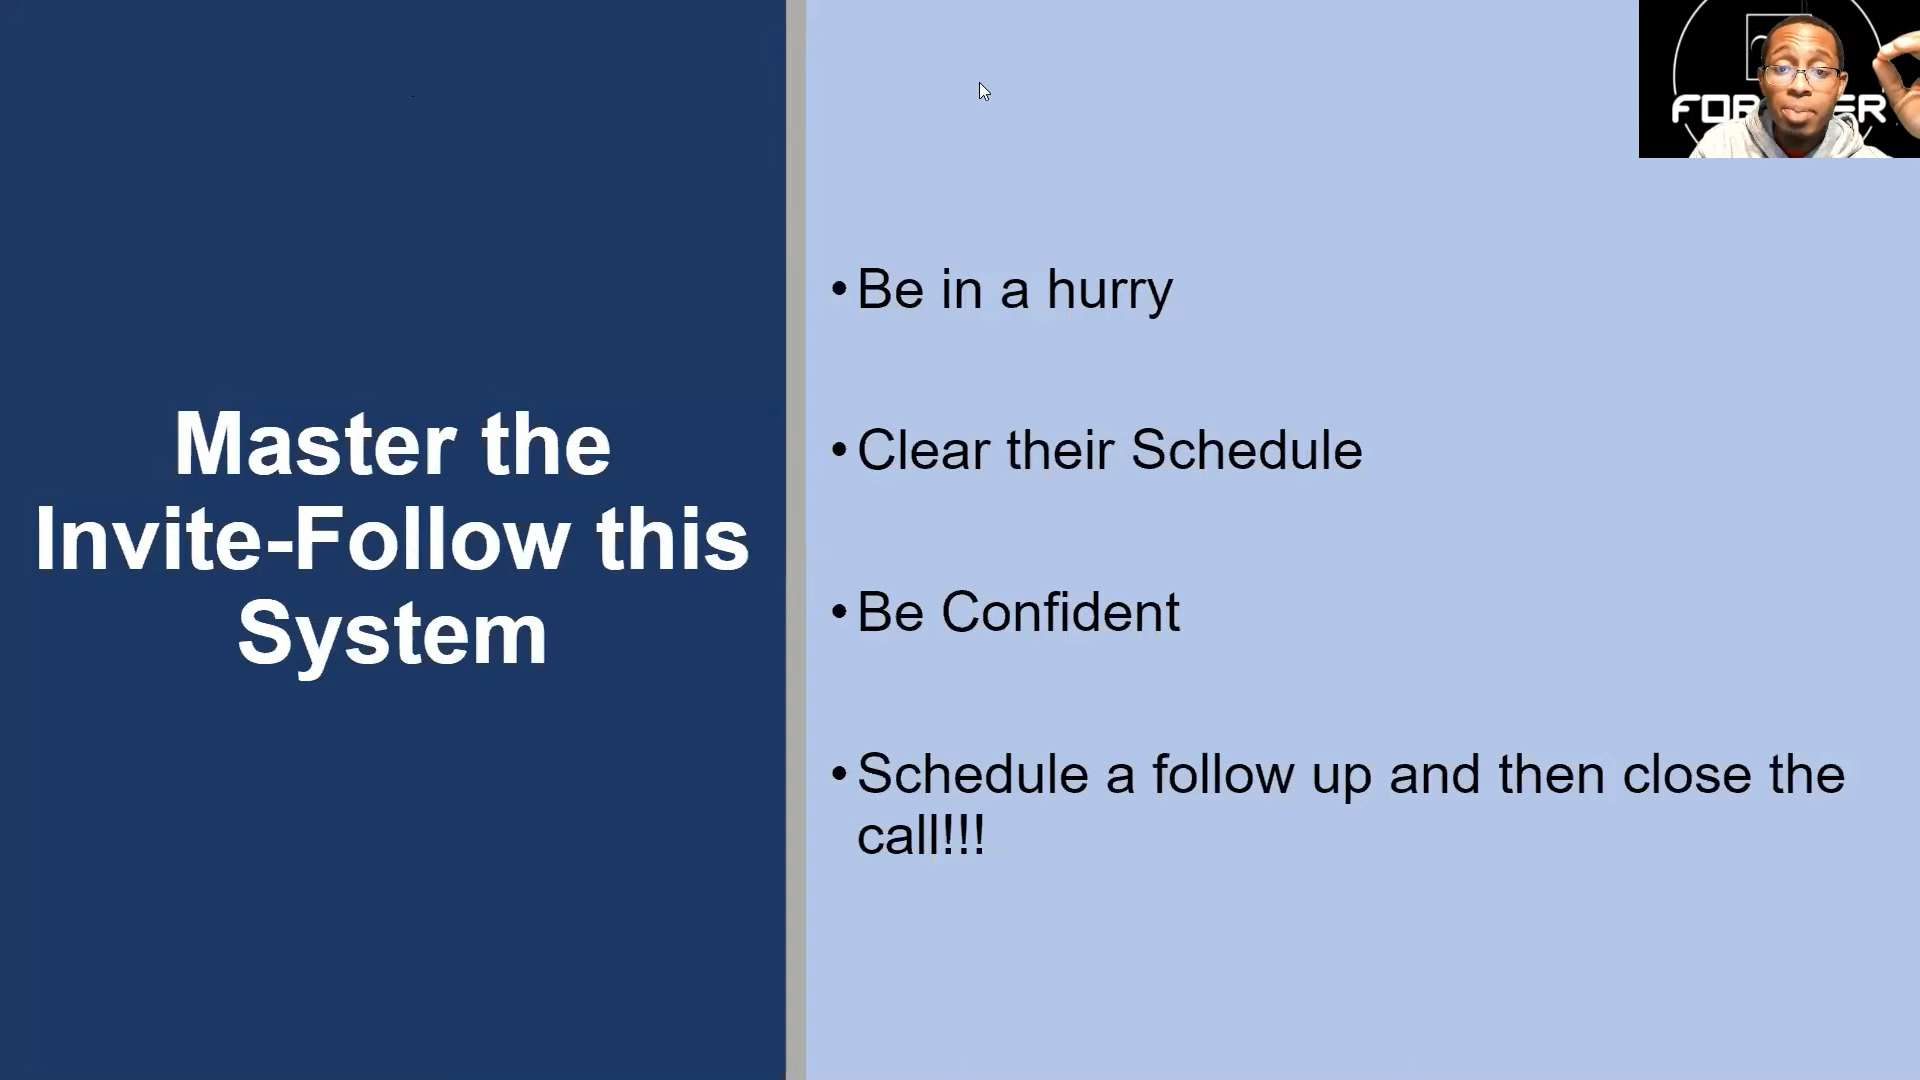 Master the
Invite-Follow this
System
• Be in a hurry
• Clear their Schedule
• Be Confident
• Schedule a follow up and then close the
call!!!